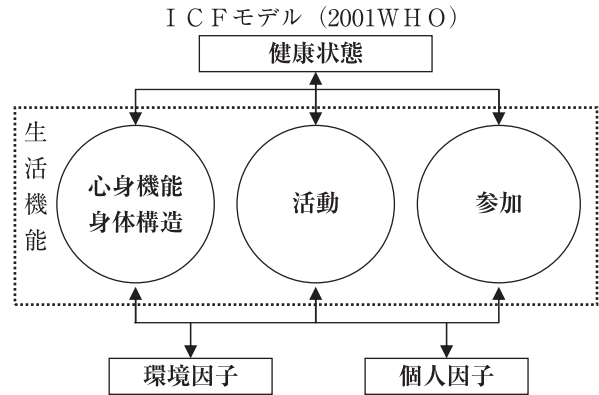 ＩＣＦモデル（2001ＷＨＯ）
健康状態
生活機能
心身機能
身体構造
活動
参加
環境因子
個人因子